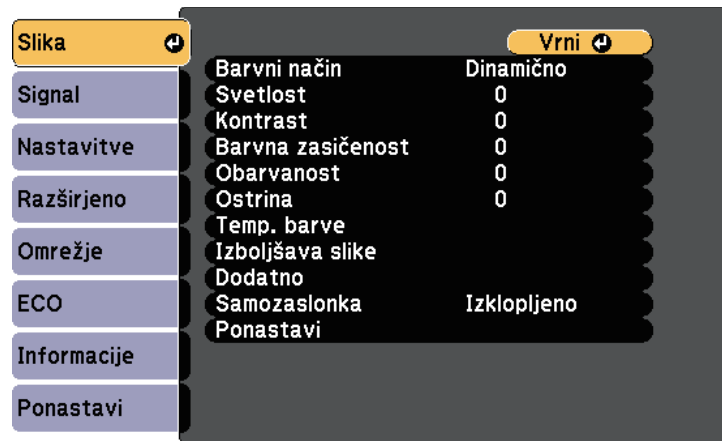 Slika
Signal
Nastavitve
Razširjeno
Omrežje
ECO
Informacije
Ponastavi
Vrni
Barvni način Dinamično
Svetlost 0
Kontrast 0
Barvna zasičenost 0
Obarvanost 0
Ostrina 0
Temp. barve
Izboljšava slike
Dodatno
Samozaslonka Izklopljeno
Ponastavi